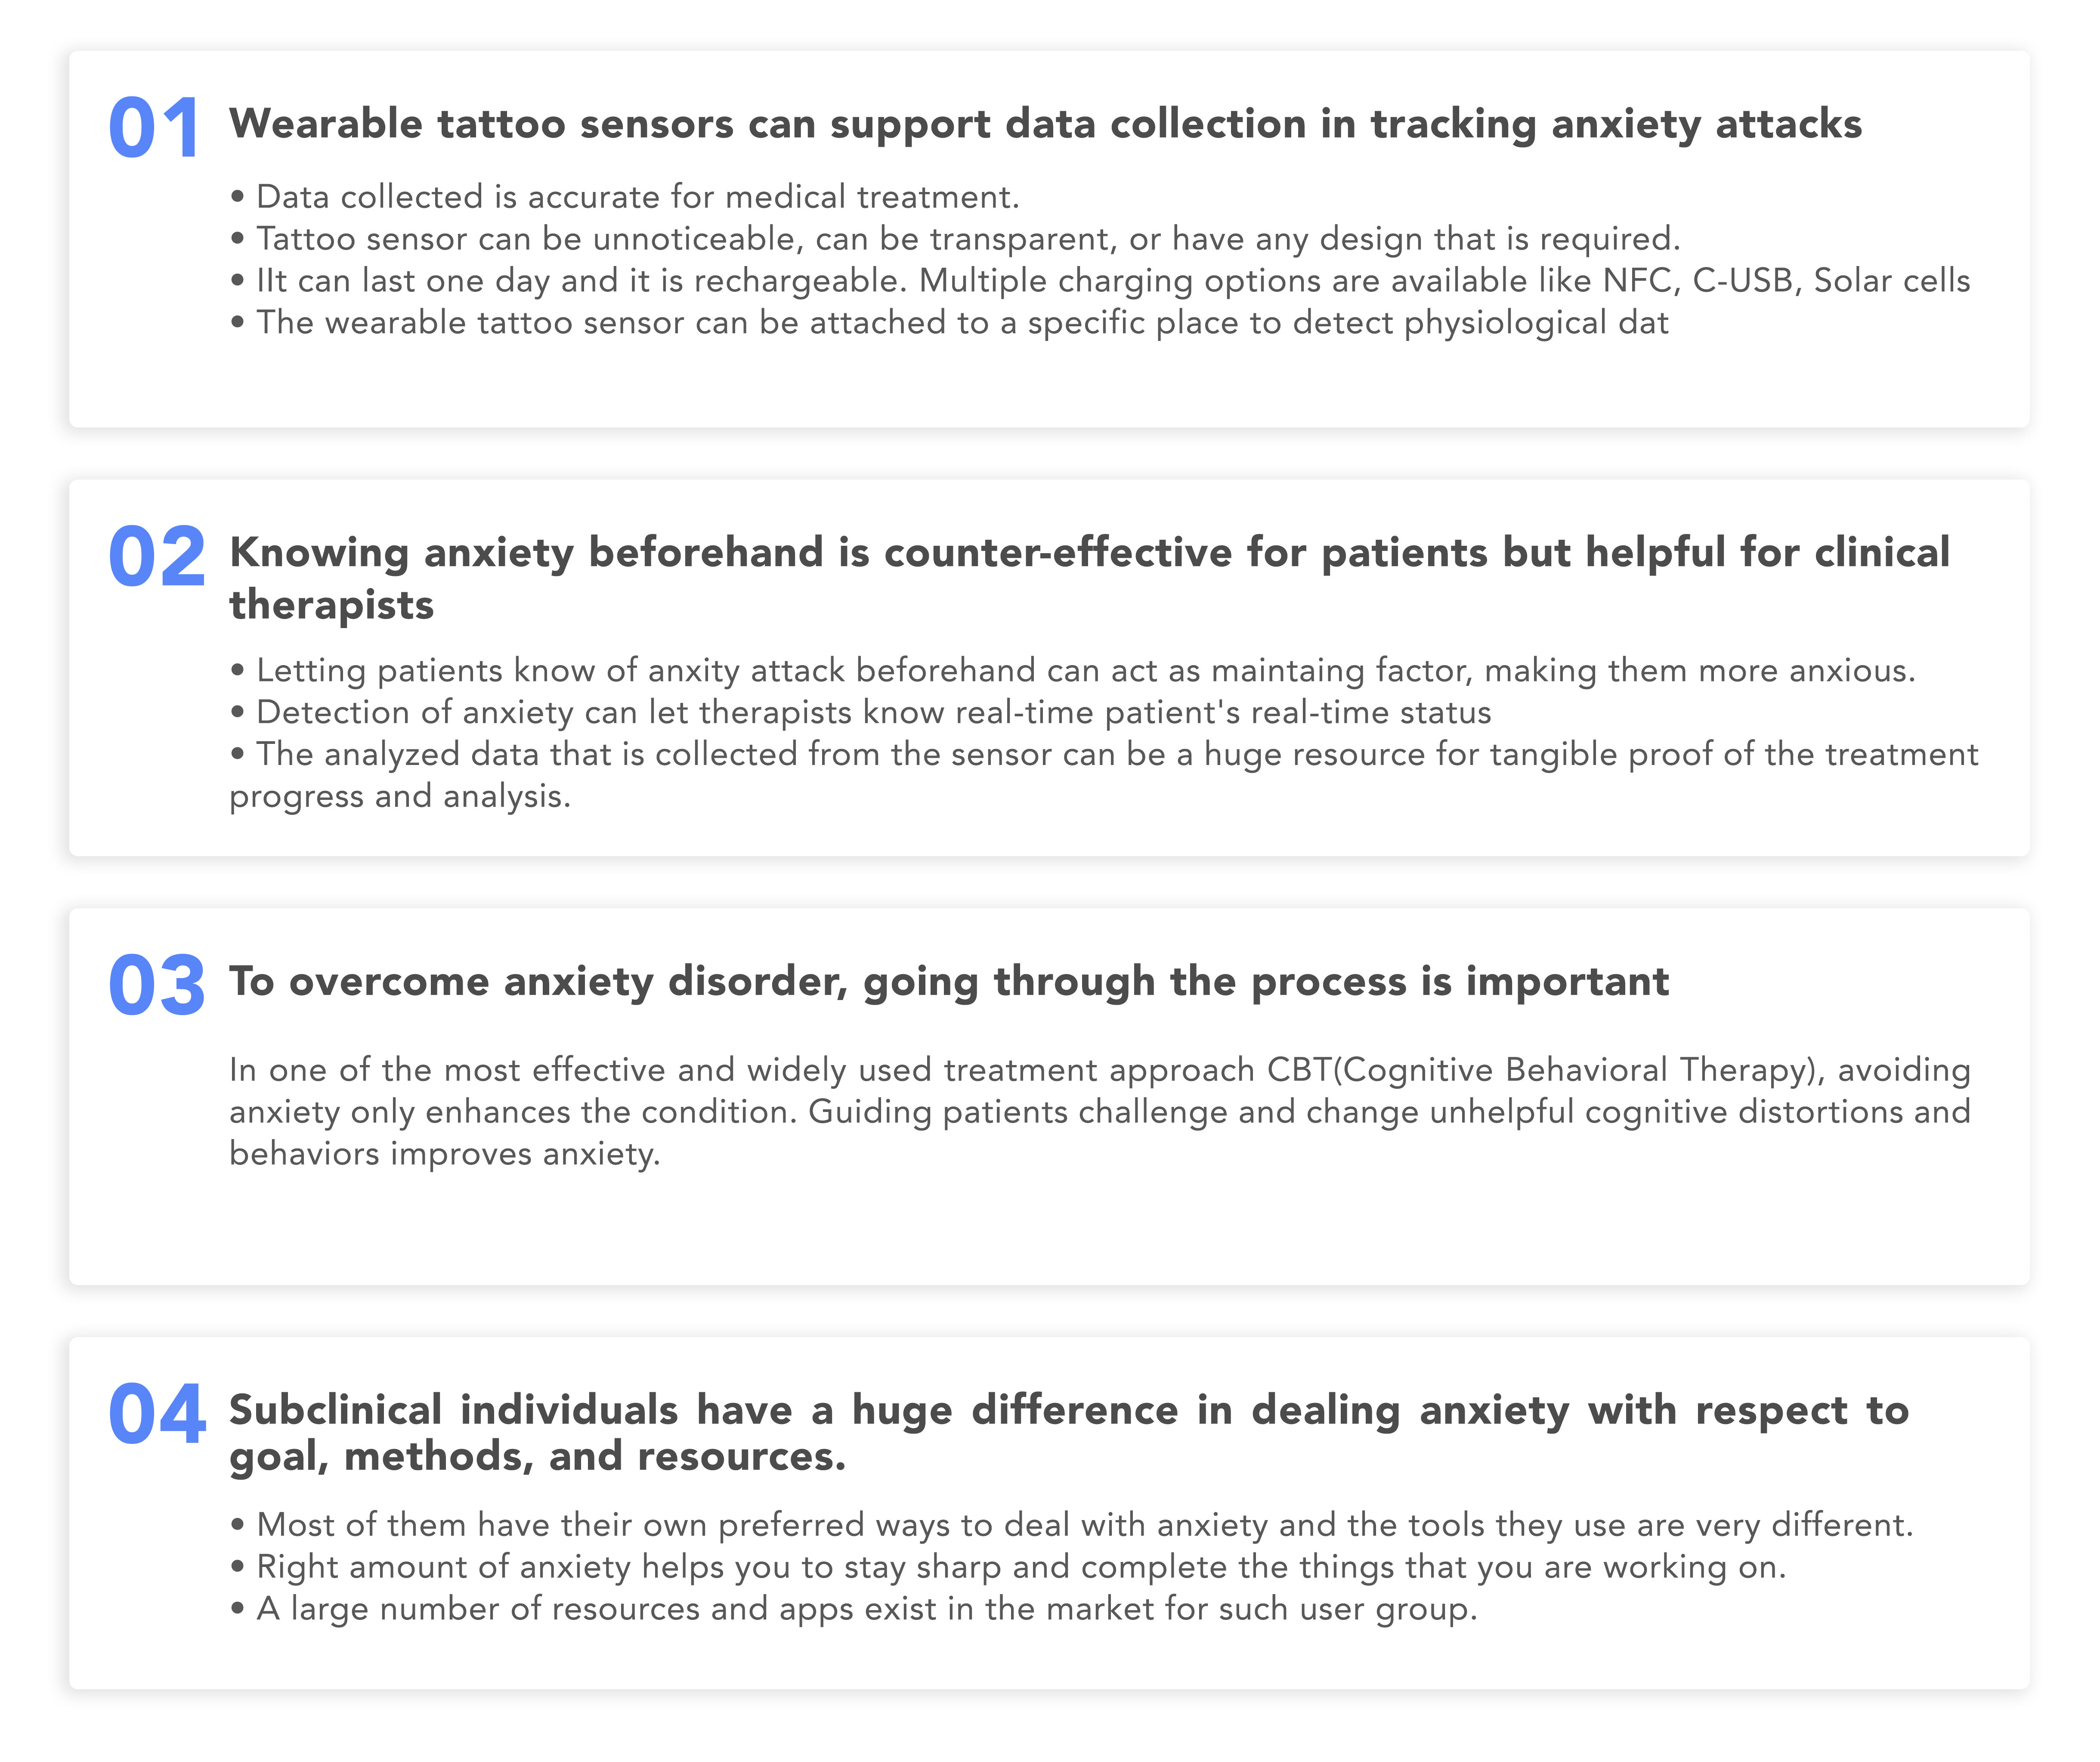 01 Wearable tattoo sensors can support data collection in tracking anxiety attacks
• Data collected is accurate for medical treatment.
• Tattoo sensor can be unnoticeable, can be transparent, or have any design that is required.
• IIt can last one day and it is rechargeable. Multiple charging options are available like NFC, C-USB, Solar cells
• The wearable tattoo sensor can be attached to a specific place to detect physiological dat
02 Knowing anxiety beforehand is counter-effective for patients but helpful for clinical
therapists
• Letting patients know of anxity attack beforehand can act as maintaing factor, making them more anxious.
• Detection of anxiety can let therapists know real-time patient's real-time status
• The analyzed data that is collected from the sensor can be a huge resource for tangible proof of the treatment
progress and analysis.
03 To overcome anxiety disorder, going through the process is important
In one of the most effective and widely used treatment approach CBT(Cognitive Behavioral Therapy), avoiding
anxiety only enhances the condition. Guiding patients challenge and change unhelpful cognitive distortions and
behaviors improves anxiety.
04 Subclinical individuals have a huge difference in dealing anxiety with respect to
goal, methods, and resources.
• Most of them have their own preferred ways to deal with anxiety and the tools they use are very different.
• Right amount of anxiety helps you to stay sharp and complete the things that you are working on.
• A large number of resources and apps exist in the market for such user group.